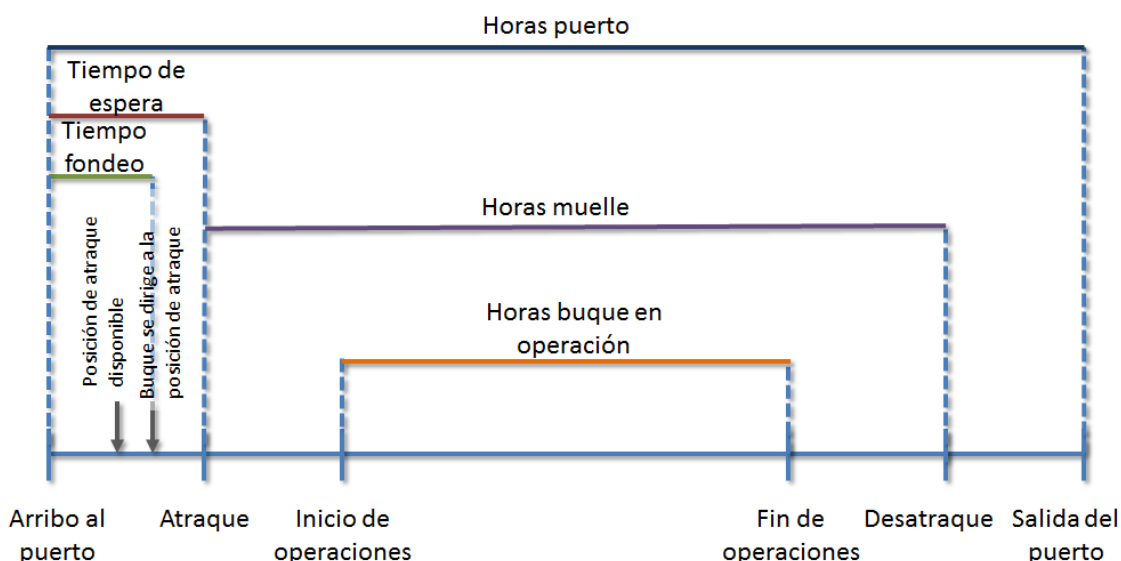 Horas puerto
Tiempo de
espera
Tiempo
fondeo
Posición de atraque
disponible
Buque se dirige a la
posición de atraque
Horas muelle
Horas buque en
operación
Arribo al
puerto
Atraque
Inicio de
operaciones
Fin de
operaciones
Desatraque
Salida del
puerto